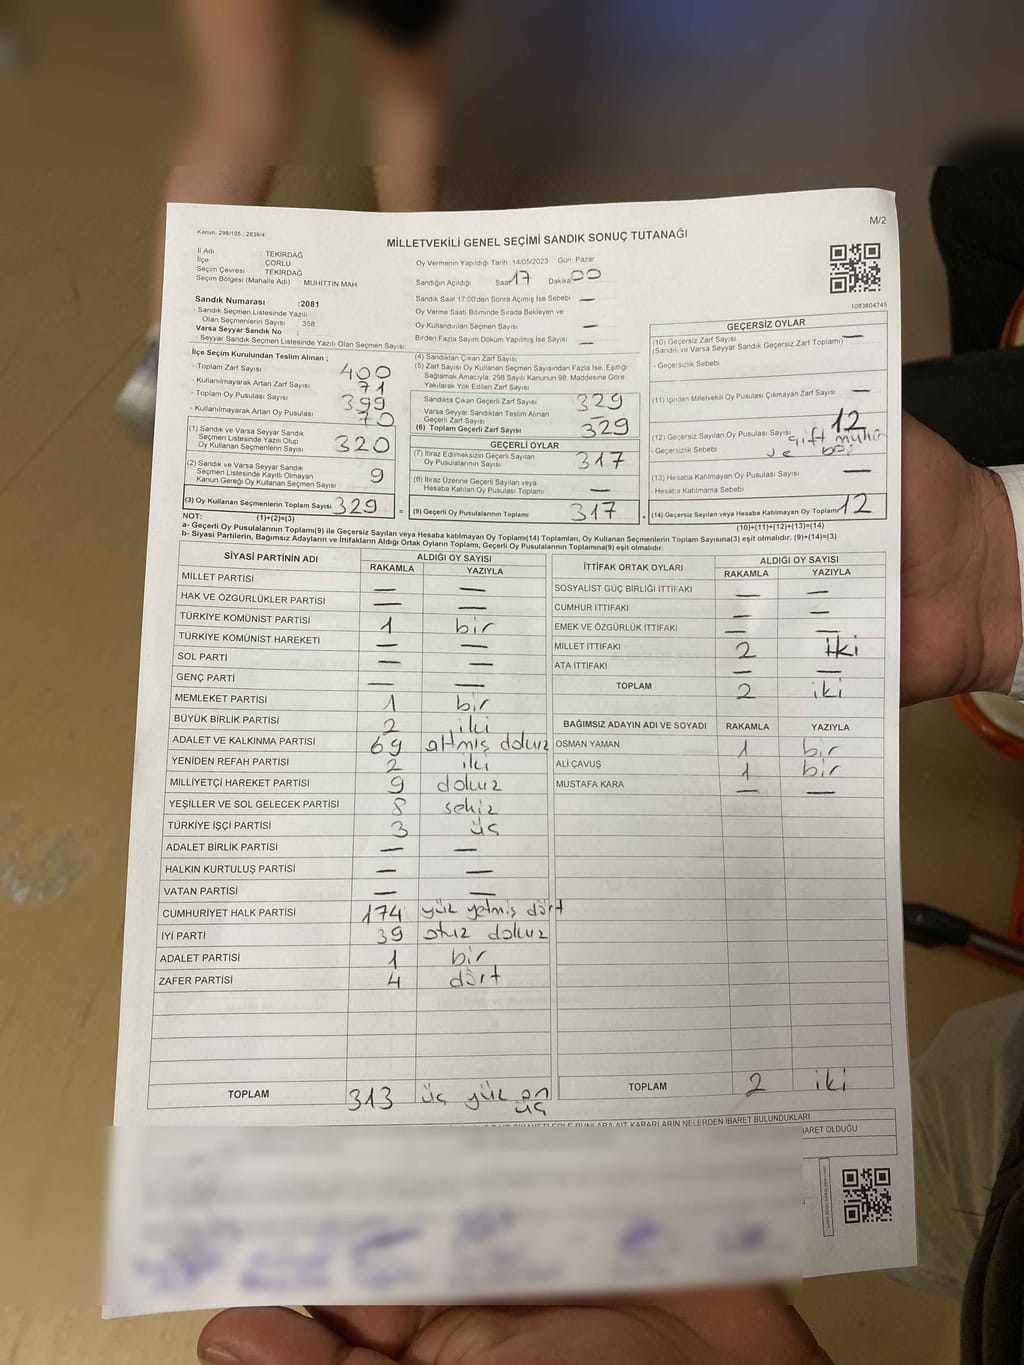 M/2
Kanun: 298/105 , 2839/4
MİLLETVEKİLİ GENEL SEÇİMİ SANDIK SONUÇ TUTANAĞI
İl Adı TEKİRDAĞ
İlçe ÇORLU
Seçim Çevresi TEKİRDAĞ
Seçim Bölgesi (Mahalle Adı) MUHİTTİN MAH
Sandık Numarası :2081
- Sandık Seçmen Listesinde Yazılı
Olan Seçmenlerin Sayısı : 358
Varsa Seyyar Sandık No :
- Seyyar Sandık Seçmen Listesinde Yazılı Olan Seçmen Sayısı:
Oy Vermenin Yapıldığı Tarih :14/05/2023 Gün: Pazar
Sandığın Açıldığı Saat 17 Dakika 00
Sandık Saat 17.00'den Sonra Açılmış İse Sebebi —
Oy Verme Saati Bitiminde Sırada Bekleyen ve
Oy Kullandırılan Seçmen Sayısı —
Birden Fazla Sayım Döküm Yapılmış İse Sayısı —
1083604745
İlçe Seçim Kurulundan Teslim Alınan ;
- Toplam Zarf Sayısı 400
- Kullanılmayarak Artan Zarf Sayısı 71
- Toplam Oy Pusulası Sayısı 399
- Kullanılmayarak Artan Oy Pusulası 70
(1) Sandık ve Varsa Seyyar Sandık
Seçmen Listesinde Yazılı Olup
Oy Kullanan Seçmenlerin Sayısı 320
(2) Sandık ve Varsa Seyyar Sandık
Seçmen Listesinde Kayıtlı Olmayan
Kanun Gereği Oy Kullanan Seçmen Sayısı 9
(3) Oy Kullanan Seçmenlerin Toplam Sayısı 329
(1)+(2)=(3)
(4) Sandıktan Çıkan Zarf Sayısı
(5) Zarf Sayısı Oy Kullanan Seçmen Sayısından Fazla İse, Eşitliği
Sağlamak Amacıyla; 298 Sayılı Kanunun 98. Maddesine Göre
Yakılarak Yok Edilen Zarf Sayısı
Sandıkta Çıkan Geçerli Zarf Sayısı 329
Varsa Seyyar Sandıktan Teslim Alınan
Geçerli Zarf Sayısı —
(6) Toplam Geçerli Zarf Sayısı 329
GEÇERLİ OYLAR
(7) İtiraz Edilmeksizin Geçerli Sayılan
Oy Pusulalarının Sayısı 317
(8) İtiraz Üzerine Geçerli Sayılan veya
Hesaba Katılan Oy Pusulası Toplamı —
= (9) Geçerli Oy Pusulalarının Toplamı 317
GEÇERSİZ OYLAR
(10) Geçersiz Zarf Sayısı —
(Sandık ve Varsa Seyyar Sandık Geçersiz Zarf Toplamı)
- Geçersizlik Sebebi
(11) İçinden Milletvekili Oy Pusulası Çıkmayan Zarf Sayısı —
(12) Geçersiz Sayılan Oy Pusulası Sayısı 12
- Geçersizlik Sebebi çift mühür
ve boş
(13) Hesaba Katılmayan Oy Pusulası Sayısı —
- Hesaba Katılmama Sebebi
+ (14) Geçersiz Sayılan veya Hesaba Katılmayan Oy Toplamı 12
(10)+(11)+(12)+(13)=(14)
NOT:
a- Geçerli Oy Pusulalarının Toplamı(9) ile Geçersiz Sayılan veya Hesaba katılmayan Oy Toplamı(14) Toplamları, Oy Kullanan Seçmenlerin Toplam Sayısına(3) eşit olmalıdır. (9)+(14)=(3)
b- Siyasi Partilerin, Bağımsız Adayların ve İttifakların Aldığı Ortak Oyların Toplamı, Geçerli Oy Pusulalarının Toplamına(9) eşit olmalıdır.
SİYASİ PARTİNİN ADI ALDIĞI OY SAYISI
RAKAMLA YAZIYLA
MİLLET PARTİSİ — —
HAK VE ÖZGÜRLÜKLER PARTİSİ — —
TÜRKİYE KOMÜNİST PARTİSİ 1 bir
TÜRKİYE KOMÜNİST HAREKETİ — —
SOL PARTİ — —
GENÇ PARTİ — —
MEMLEKET PARTİSİ 1 bir
BÜYÜK BİRLİK PARTİSİ 2 iki
ADALET VE KALKINMA PARTİSİ 69 altmış dokuz
YENİDEN REFAH PARTİSİ 2 iki
MİLLİYETÇİ HAREKET PARTİSİ 9 dokuz
YEŞİLLER VE SOL GELECEK PARTİSİ 8 sekiz
TÜRKİYE İŞÇİ PARTİSİ 3 üç
ADALET BİRLİK PARTİSİ — —
HALKIN KURTULUŞ PARTİSİ — —
VATAN PARTİSİ — —
CUMHURİYET HALK PARTİSİ 174 yüz yetmiş dört
İYİ PARTİ 39 otuz dokuz
ADALET PARTİSİ 1 bir
ZAFER PARTİSİ 4 dört
TOPLAM 313 üç yüz on
üç
İTTİFAK ORTAK OYLARI ALDIĞI OY SAYISI
RAKAMLA YAZIYLA
SOSYALİST GÜÇ BİRLİĞİ İTTİFAKI — —
CUMHUR İTTİFAKI — —
EMEK VE ÖZGÜRLÜK İTTİFAKI — —
MİLLET İTTİFAKI 2 iki
ATA İTTİFAKI — —
TOPLAM 2 iki
BAĞIMSIZ ADAYIN ADI VE SOYADI RAKAMLA YAZIYLA
OSMAN YAMAN 1 bir
ALİ ÇAVUŞ 1 bir
MUSTAFA KARA — —
TOPLAM 2 iki
KARARLARIN NELERDEN İBARET BULUNDUKLARI